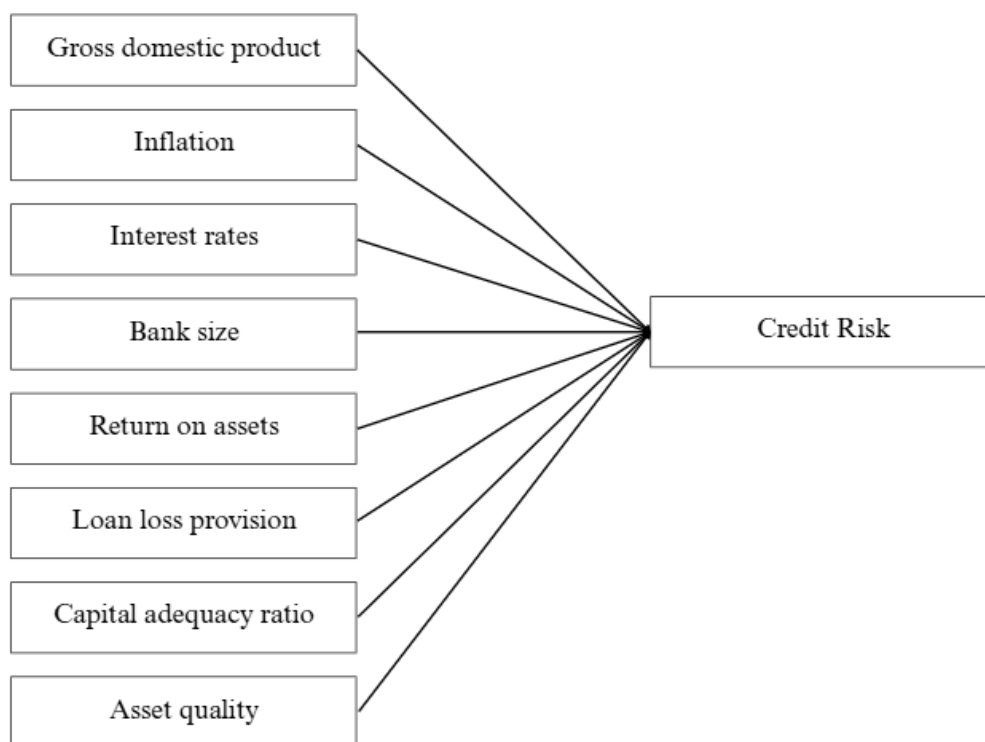 Gross domestic product
Inflation
Interest rates
Bank size
Return on assets
Loan loss provision
Capital adequacy ratio
Asset quality
Credit Risk